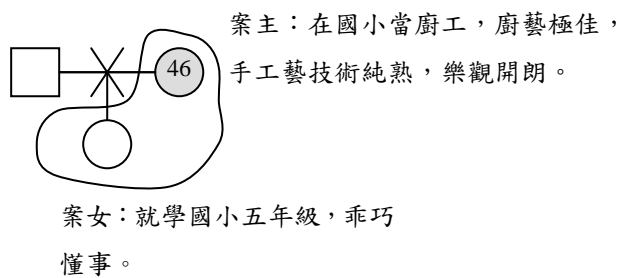 案主：在國小當廚工，廚藝極佳，
手工藝技術純熟，樂觀開朗。
46
案女：就學國小五年級，乖巧
懂事。